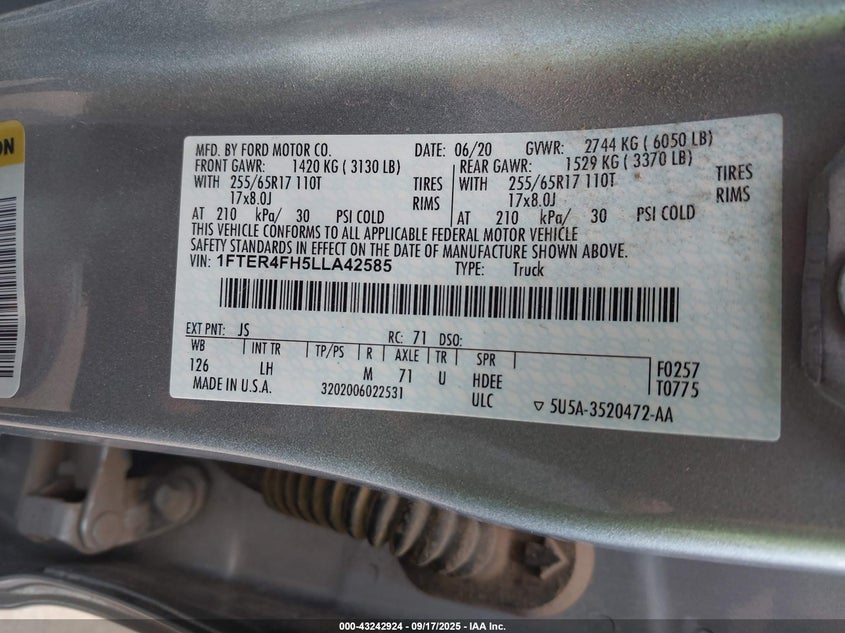 ON
MFD. BY FORD MOTOR CO. DATE: 06/20 GVWR: 2744 KG ( 6050 LB)
FRONT GAWR: 1420 KG ( 3130 LB) REAR GAWR: 1529 KG ( 3370 LB)
WITH 255/65R17 110T TIRES WITH 255/65R17 110T TIRES
17x8.0J RIMS 17x8.0J RIMS
AT 210 kPa/ 30 PSI COLD AT 210 kPa/ 30 PSI COLD
THIS VEHICLE CONFORMS TO ALL APPLICABLE FEDERAL MOTOR VEHICLE
SAFETY STANDARDS IN EFFECT ON THE DATE OF MANUFACTURE SHOWN ABOVE.
VIN: 1FTER4FH5LLA42585 TYPE: Truck
EXT PNT: JS RC: 71 DSO:
WB INT TR TP/PS R AXLE TR SPR
126 LH M 71 U HDEE F0257
ULC T0775
MADE IN U.S.A. 3202006022531 ▽ 5U5A-3520472-AA
000-43242924 - 09/17/2025 - IAA Inc.